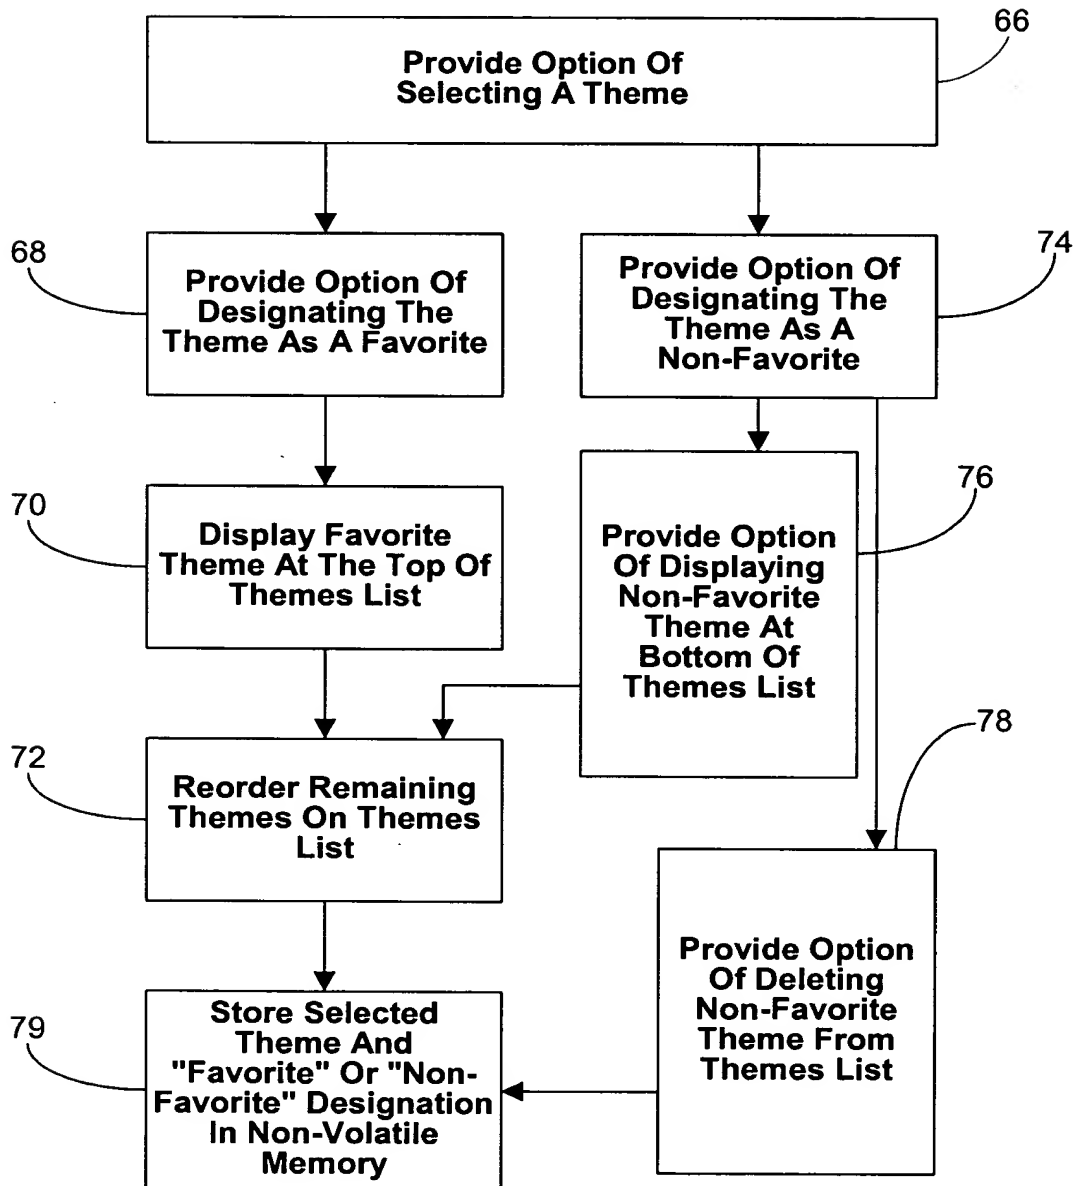 66
Provide Option Of
Selecting A Theme
68
Provide Option Of
Designating The
Theme As A Favorite
74
Provide Option Of
Designating The
Theme As A
Non-Favorite
70
Display Favorite
Theme At The Top Of
Themes List
76
Provide Option
Of Displaying
Non-Favorite
Theme At
Bottom Of
Themes List
72
Reorder Remaining
Themes On Themes
List
78
Provide Option
Of Deleting
Non-Favorite
Theme From
Themes List
79
Store Selected
Theme And
"Favorite" Or "Non-
Favorite" Designation
In Non-Volatile
Memory